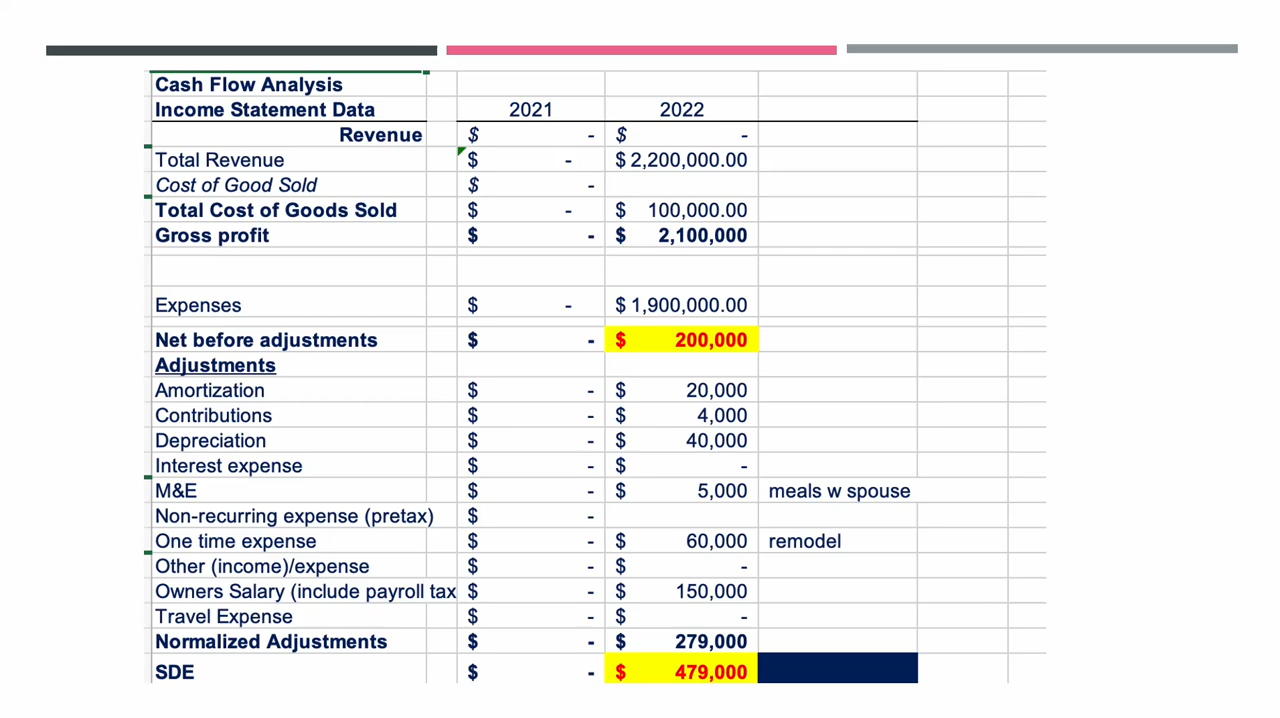 Cash Flow Analysis
Income Statement Data 2021 2022
Revenue $ - $ -
Total Revenue $ - $ 2,200,000.00
Cost of Good Sold $ -
Total Cost of Goods Sold $ - $ 100,000.00
Gross profit $ - $ 2,100,000
Expenses $ - $ 1,900,000.00
Net before adjustments $ - $ 200,000
Adjustments
Amortization $ - $ 20,000
Contributions $ - $ 4,000
Depreciation $ - $ 40,000
Interest expense $ - $ -
M&E $ - $ 5,000 meals w spouse
Non-recurring expense (pretax) $ -
One time expense $ - $ 60,000 remodel
Other (income)/expense $ - $ -
Owners Salary (include payroll tax $ - $ 150,000
Travel Expense $ - $ -
Normalized Adjustments $ - $ 279,000
SDE $ - $ 479,000